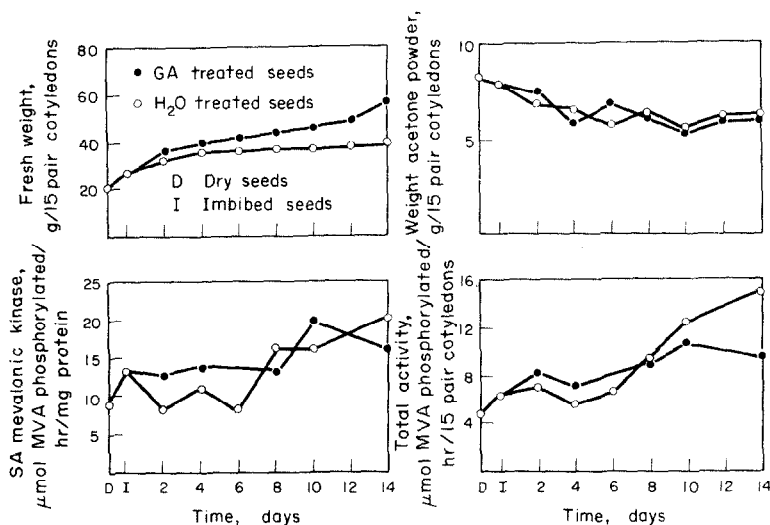 Fresh weight,
g/15 pair cotyledons
80
60
40
20
● GA treated seeds
○ H₂O treated seeds
D Dry seeds
I Imbibed seeds
Weight acetone powder,
g/15 pair cotyledons
10
5
SA mevalonic kinase,
μmol MVA phosphorylated/
hr/mg protein
25
20
15
10
5
D I 2 4 6 8 10 12 14
Time, days
Total activity,
μmol MVA phosphorylated/
hr/15 pair cotyledons
16
12
8
4
D I 2 4 6 8 10 12 14
Time, days